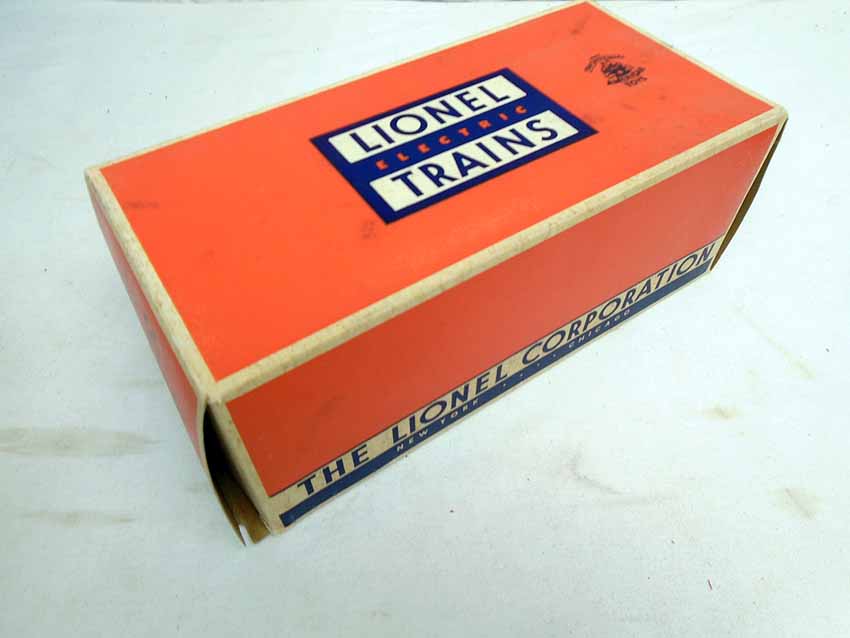 LIONEL
ELECTRIC
TRAINS
THE LIONEL CORPORATION
NEW YORK . . . . CHICAGO